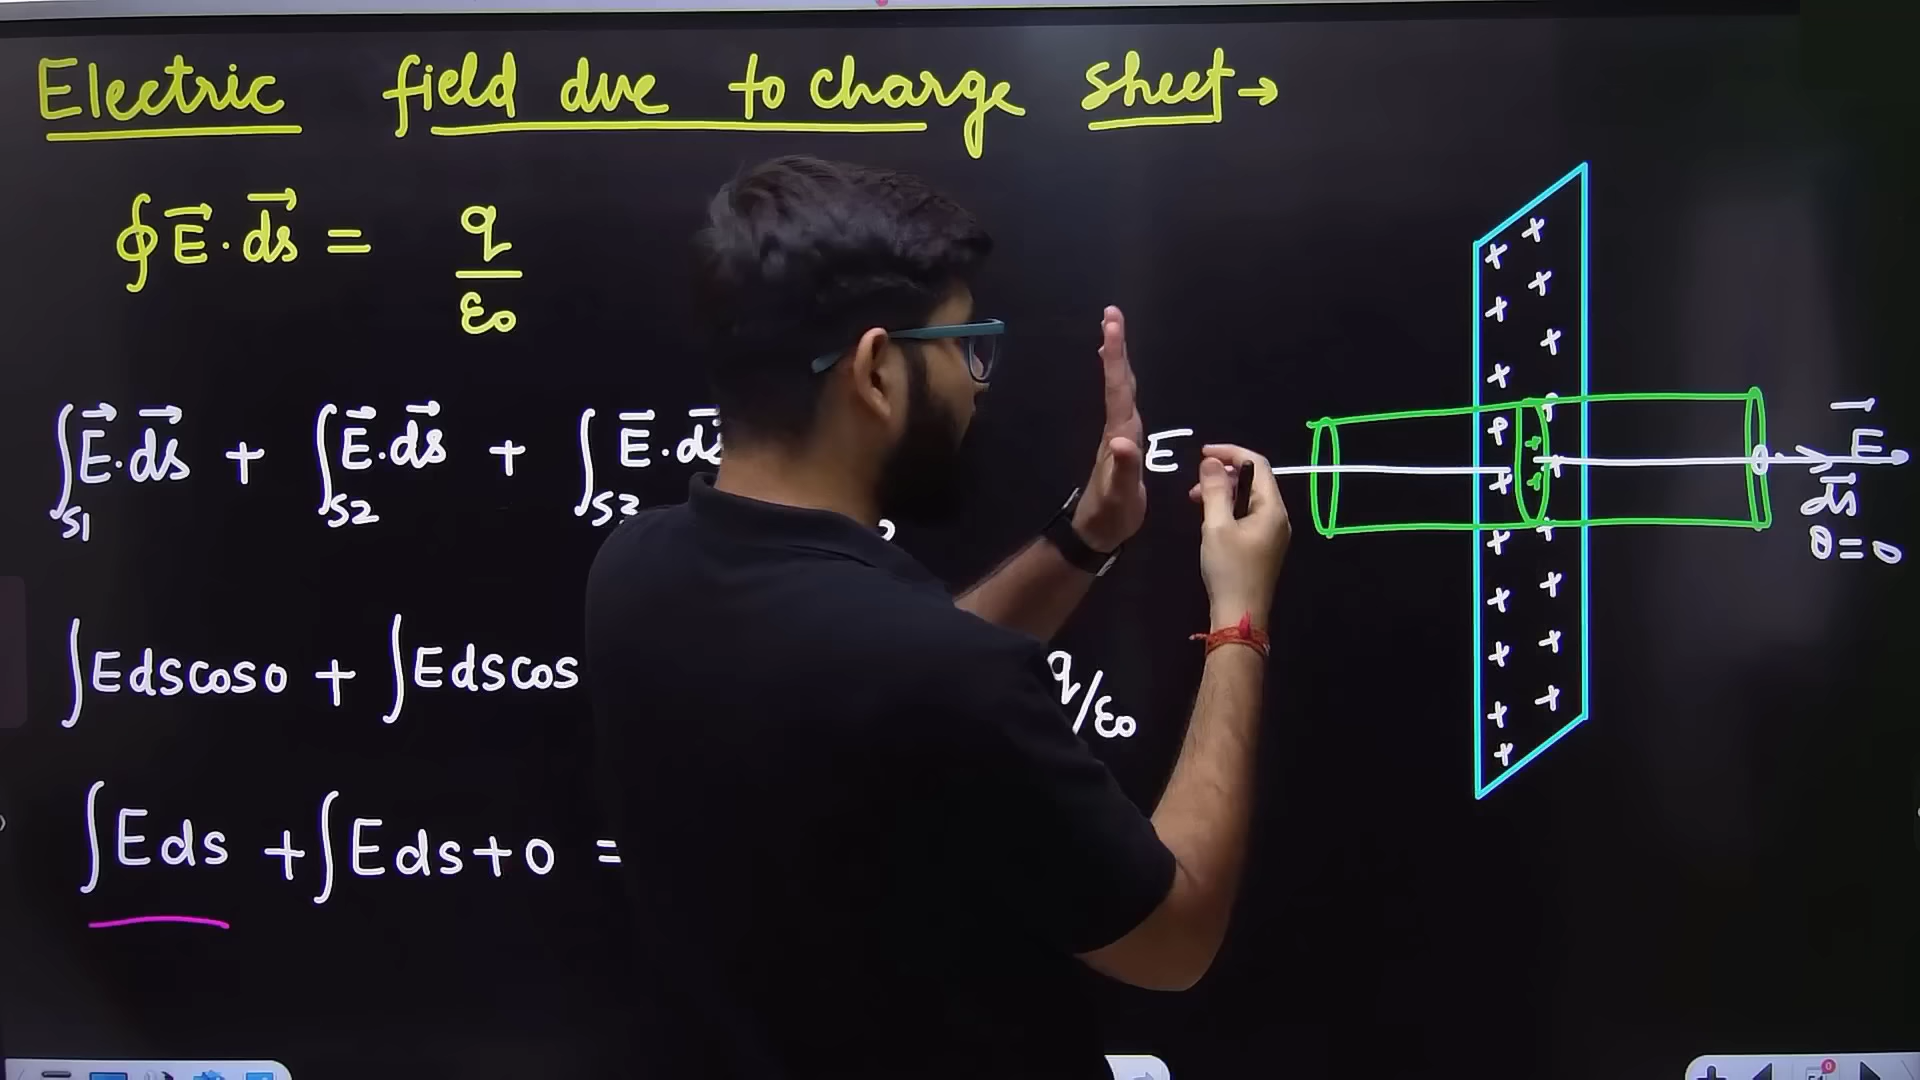 Electric field due to charge sheet →
∮ E⃗ · ds⃗ = q/ε₀
∫S1 E⃗·ds⃗ + ∫S2 E⃗·ds⃗ + ∫S3 E⃗·ds⃗
∫Edscos0 + ∫Edscos q/ε₀
∫Eds + ∫Eds + 0 =
E
+ + + + + + + + + + + + + + + + + + + + + +
E⃗
ds⃗
θ = 0